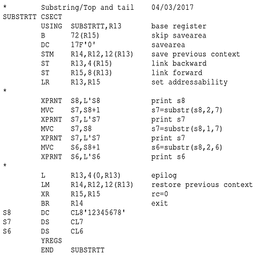 *        Substring/Top and tail    04/03/2017
SUBSTRTT CSECT
         USING  SUBSTRTT,R13       base register
         B      72(R15)            skip savearea
         DC     17F'0'             savearea
         STM    R14,R12,12(R13)    save previous context
         ST     R13,4(R15)         link backward
         ST     R15,8(R13)         link forward
         LR     R13,R15            set addressability
*
         XPRNT  S8,L'S8            print s8
         MVC    S7,S8+1            s7=substr(s8,2,7)
         XPRNT  S7,L'S7            print s7
         MVC    S7,S8              s7=substr(s8,1,7)
         XPRNT  S7,L'S7            print s7
         MVC    S6,S8+1            s6=substr(s8,2,6)
         XPRNT  S6,L'S6            print s6
*
         L      R13,4(0,R13)       epilog
         LM     R14,R12,12(R13)    restore previous context
         XR     R15,R15            rc=0
         BR     R14                exit
S8       DC     CL8'12345678'
S7       DS     CL7
S6       DS     CL6
         YREGS
         END    SUBSTRTT